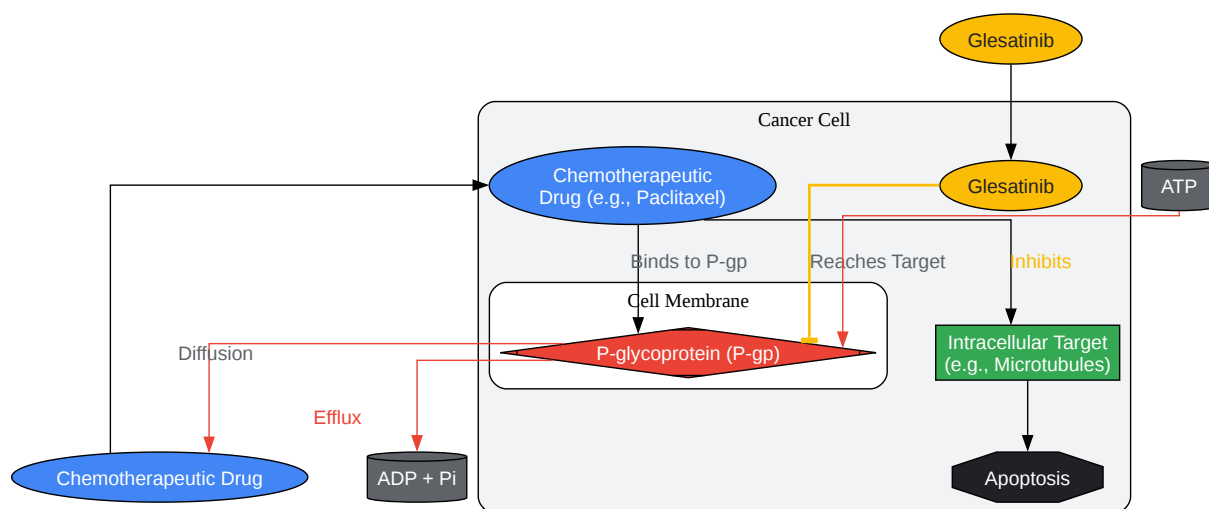 Glesatinib
Cancer Cell
Chemotherapeutic
Drug (e.g., Paclitaxel)
Glesatinib
ATP
Binds to P-gp
Reaches Target
Inhibits
Cell Membrane
P-glycoprotein (P-gp)
Intracellular Target
(e.g., Microtubules)
Diffusion
Efflux
Chemotherapeutic Drug
ADP + Pi
Apoptosis